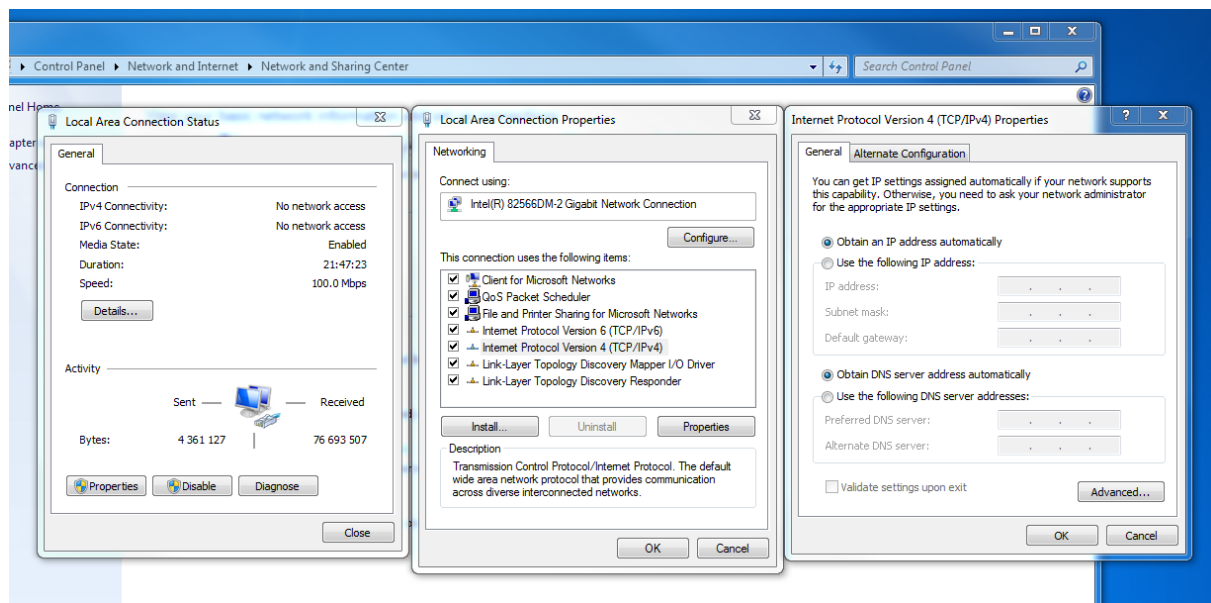 Control Panel ▸ Network and Internet ▸ Network and Sharing Center
Search Control Panel
nel Home
apter
vance
Local Area Connection Status
General
Connection
IPv4 Connectivity: No network access
IPv6 Connectivity: No network access
Media State: Enabled
Duration: 21:47:23
Speed: 100.0 Mbps
Details...
Activity
Sent Received
Bytes: 4 361 127 76 693 507
Properties Disable Diagnose
Close
Local Area Connection Properties
Networking
Connect using:
Intel(R) 82566DM-2 Gigabit Network Connection
Configure...
This connection uses the following items:
Client for Microsoft Networks
QoS Packet Scheduler
File and Printer Sharing for Microsoft Networks
Internet Protocol Version 6 (TCP/IPv6)
Internet Protocol Version 4 (TCP/IPv4)
Link-Layer Topology Discovery Mapper I/O Driver
Link-Layer Topology Discovery Responder
Install... Uninstall Properties
Description
Transmission Control Protocol/Internet Protocol. The default
wide area network protocol that provides communication
across diverse interconnected networks.
OK Cancel
Internet Protocol Version 4 (TCP/IPv4) Properties
General Alternate Configuration
You can get IP settings assigned automatically if your network supports
this capability. Otherwise, you need to ask your network administrator
for the appropriate IP settings.
Obtain an IP address automatically
Use the following IP address:
IP address: . . .
Subnet mask: . . .
Default gateway: . . .
Obtain DNS server address automatically
Use the following DNS server addresses:
Preferred DNS server: . . .
Alternate DNS server: . . .
Validate settings upon exit
Advanced...
OK Cancel